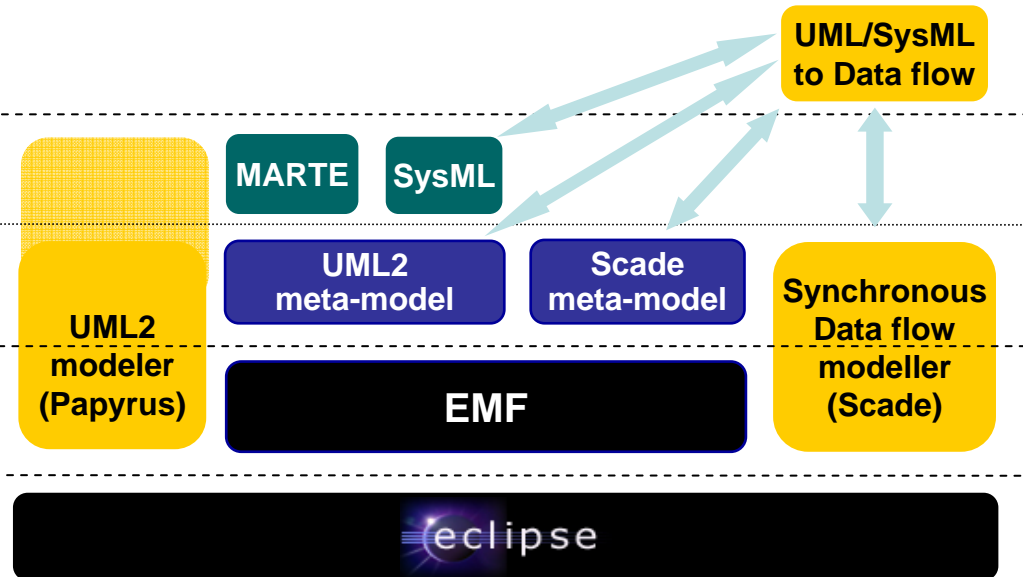 UML/SysML
to Data flow
MARTE
SysML
UML2
meta-model
Scade
meta-model
UML2
modeler
(Papyrus)
Synchronous
Data flow
modeller
(Scade)
EMF
eclipse